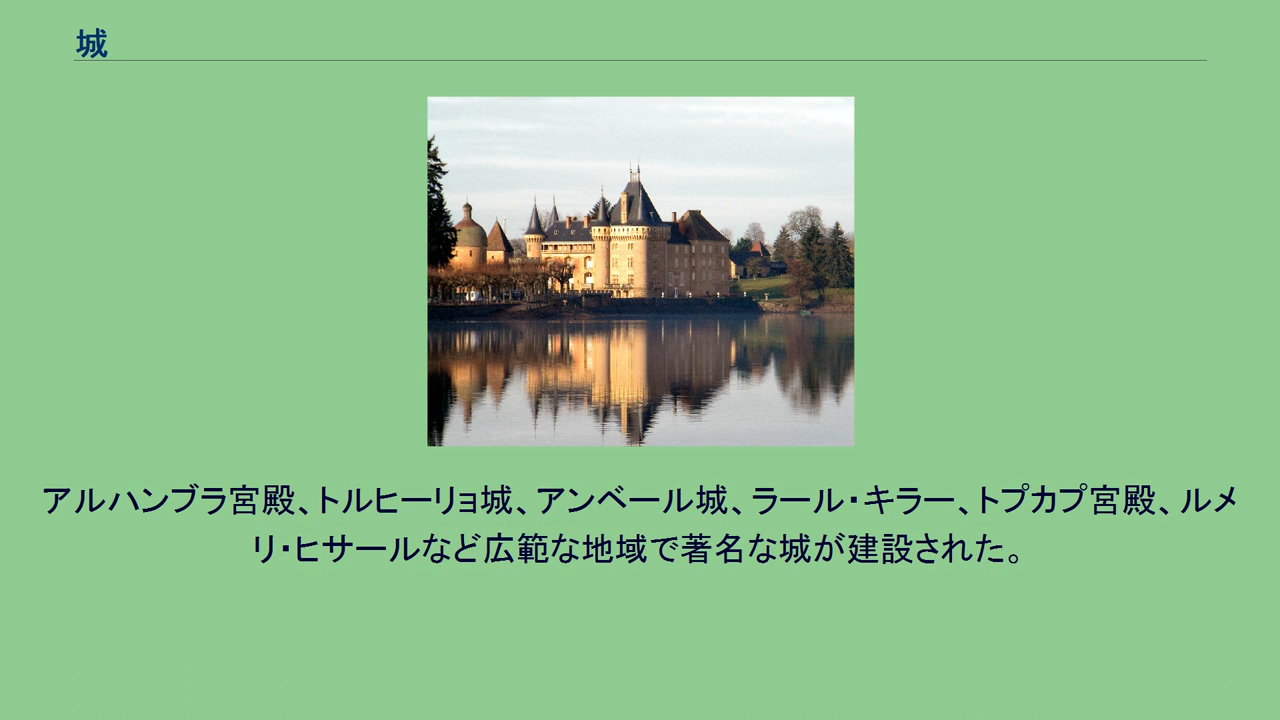 城
アルハンブラ宮殿、トルヒーリョ城、アンベール城、ラール・キラー、トプカプ宮殿、ルメ
リ・ヒサールなど広範な地域で著名な城が建設された。